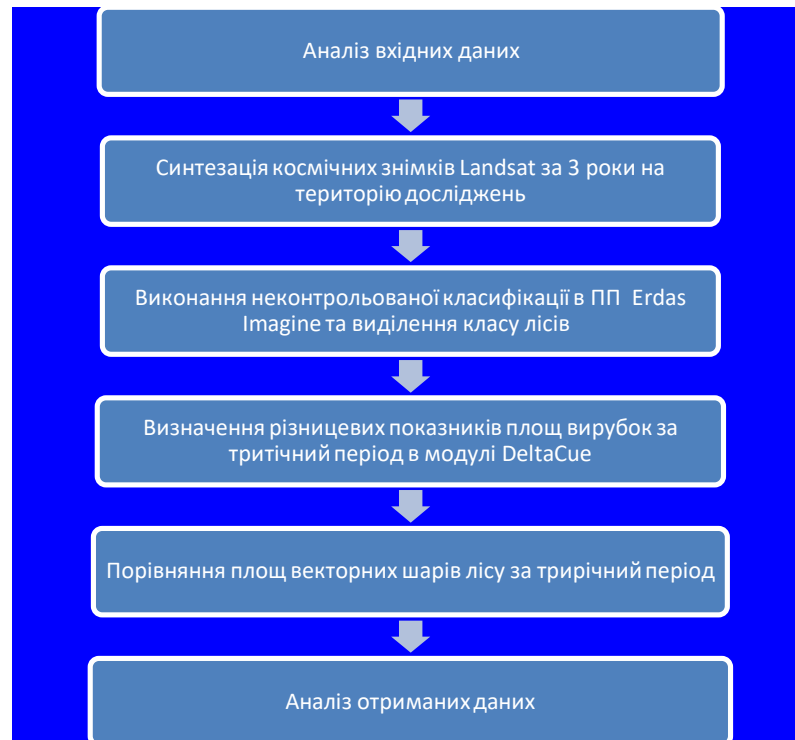 Аналіз вхідних даних
Синтезація космічних знімків Landsat за 3 роки на
територію досліджень
Виконання неконтрольованої класифікації в ПП Erdas
Imagine та виділення класу лісів
Визначення різницевих показників площ вирубок за
тритічний період в модулі DeltaCue
Порівняння площ векторних шарів лісу за трирічний період
Аналіз отриманих даних